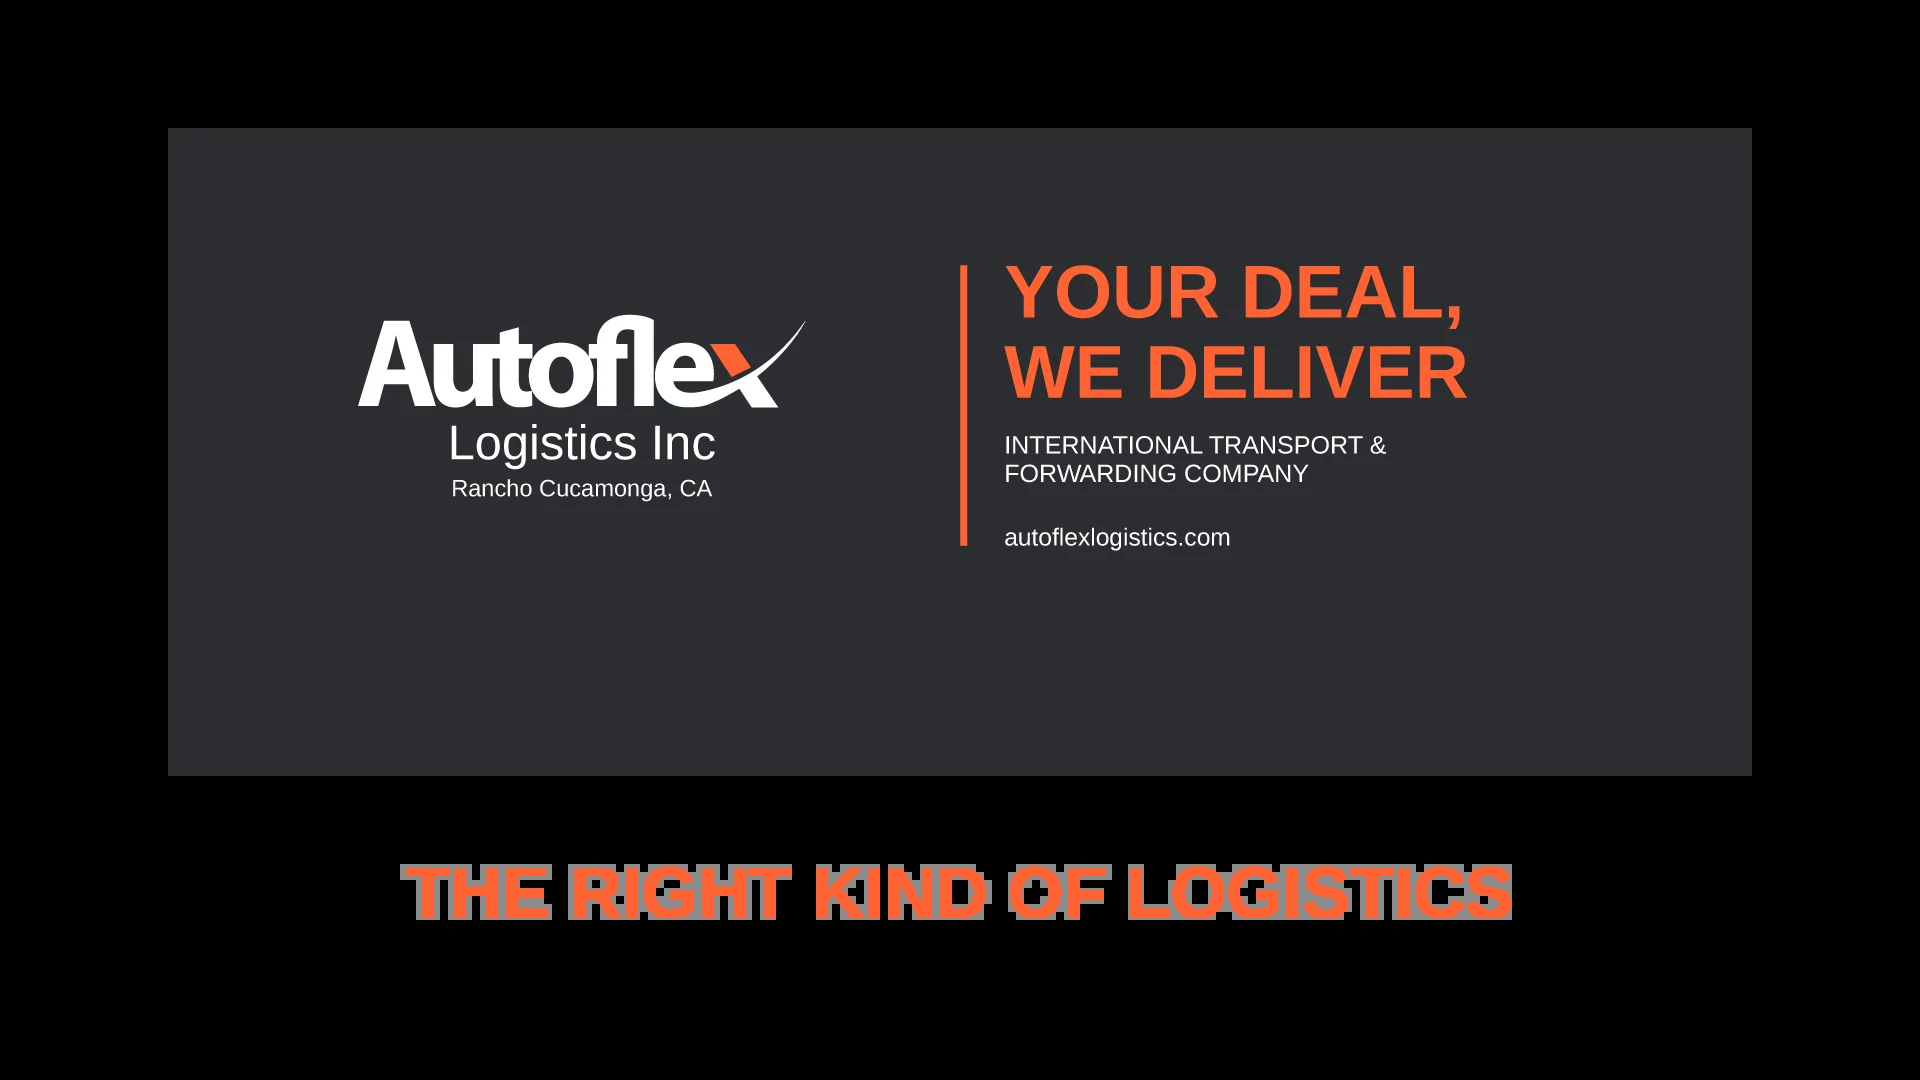 Autoflex
Logistics Inc
Rancho Cucamonga, CA
YOUR DEAL,
WE DELIVER
INTERNATIONAL TRANSPORT &
FORWARDING COMPANY
autoflexlogistics.com
THE RIGHT KIND OF LOGISTICS